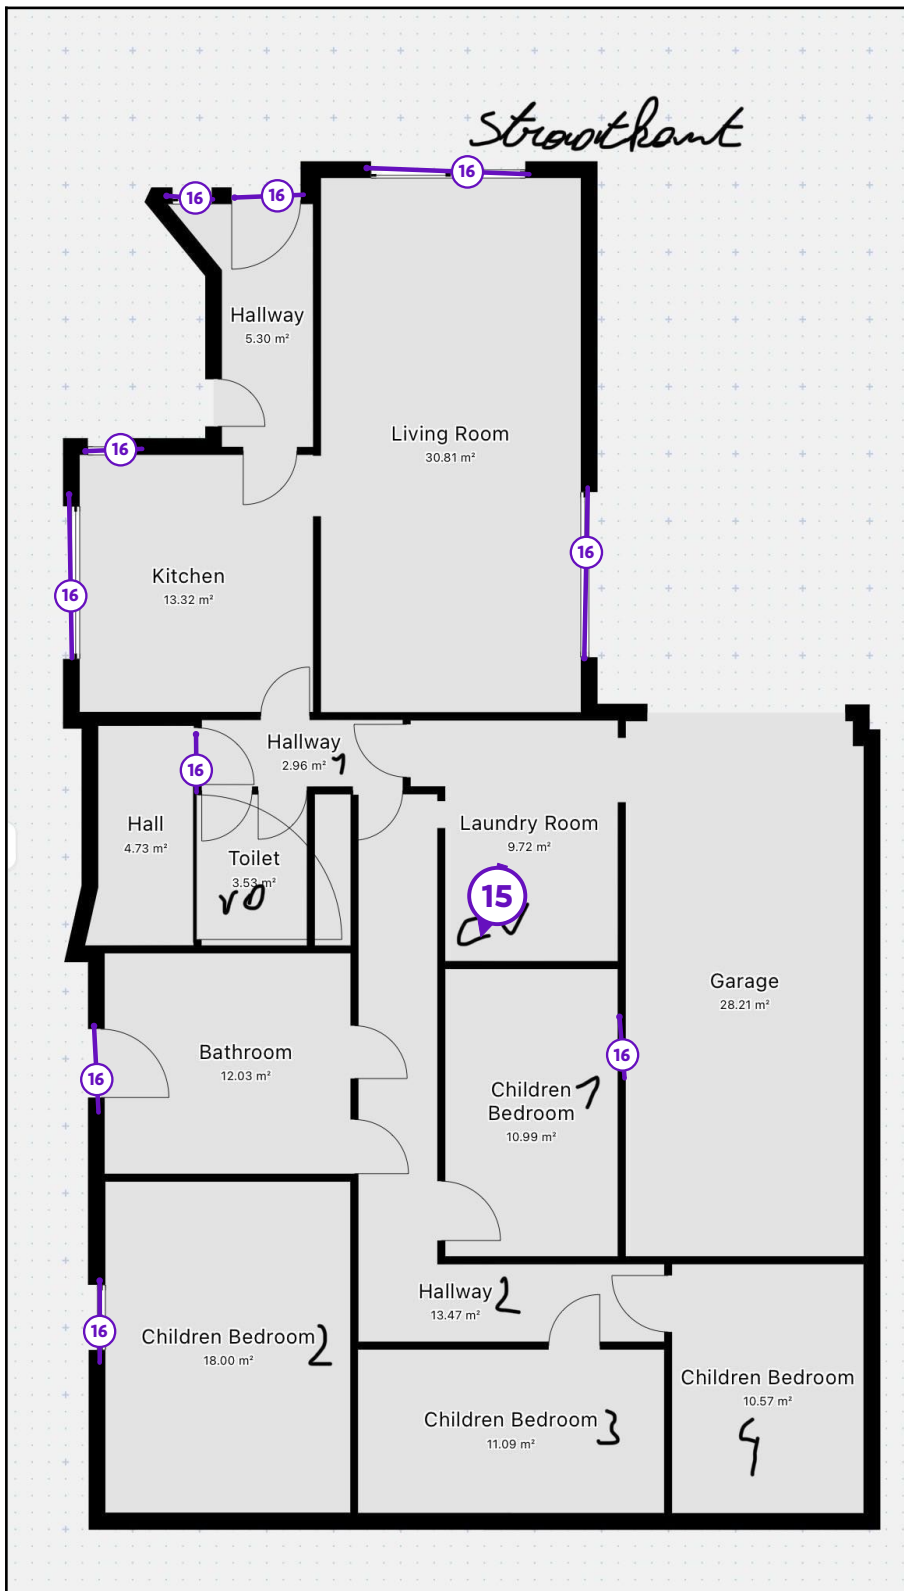 Straatkant
16
16
16
Hallway
5.30 m²
Living Room
30.81 m²
16
16
Kitchen
13.32 m²
16
Hallway 1
2.96 m²
16
Hall
4.73 m²
Toilet
3.53 m²
Laundry Room
9.72 m²
15
CV
Garage
28.21 m²
Bathroom
12.03 m²
16
16
Children Bedroom 1
10.99 m²
Hallway 2
13.47 m²
16
Children Bedroom 2
18.00 m²
Children Bedroom 3
11.09 m²
Children Bedroom
10.57 m²
4